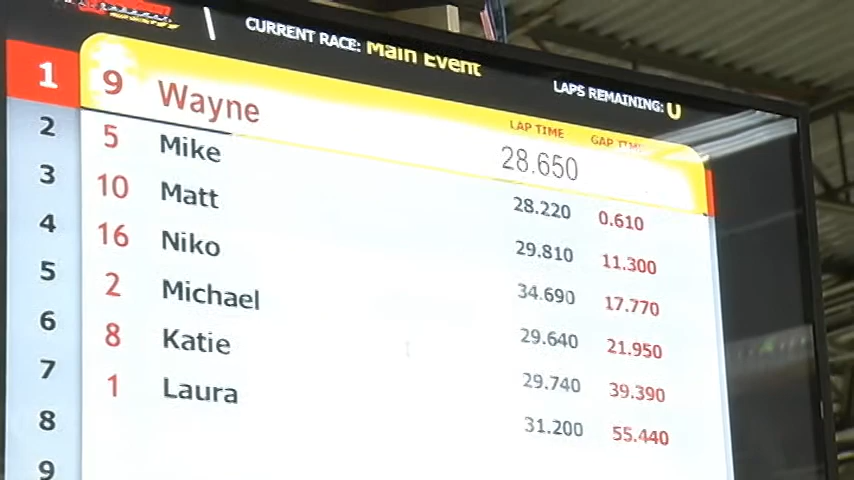 CURRENT RACE: Main Event
LAPS REMAINING: 0
LAP TIME GAP TIME
1 9 Wayne 28.650
2 5 Mike 28.220 0.610
3 10 Matt 29.810 11.300
4 16 Niko 34.690 17.770
5 2 Michael 29.640 21.950
6 8 Katie 29.740 39.390
7 1 Laura 31.200 55.440
8
9